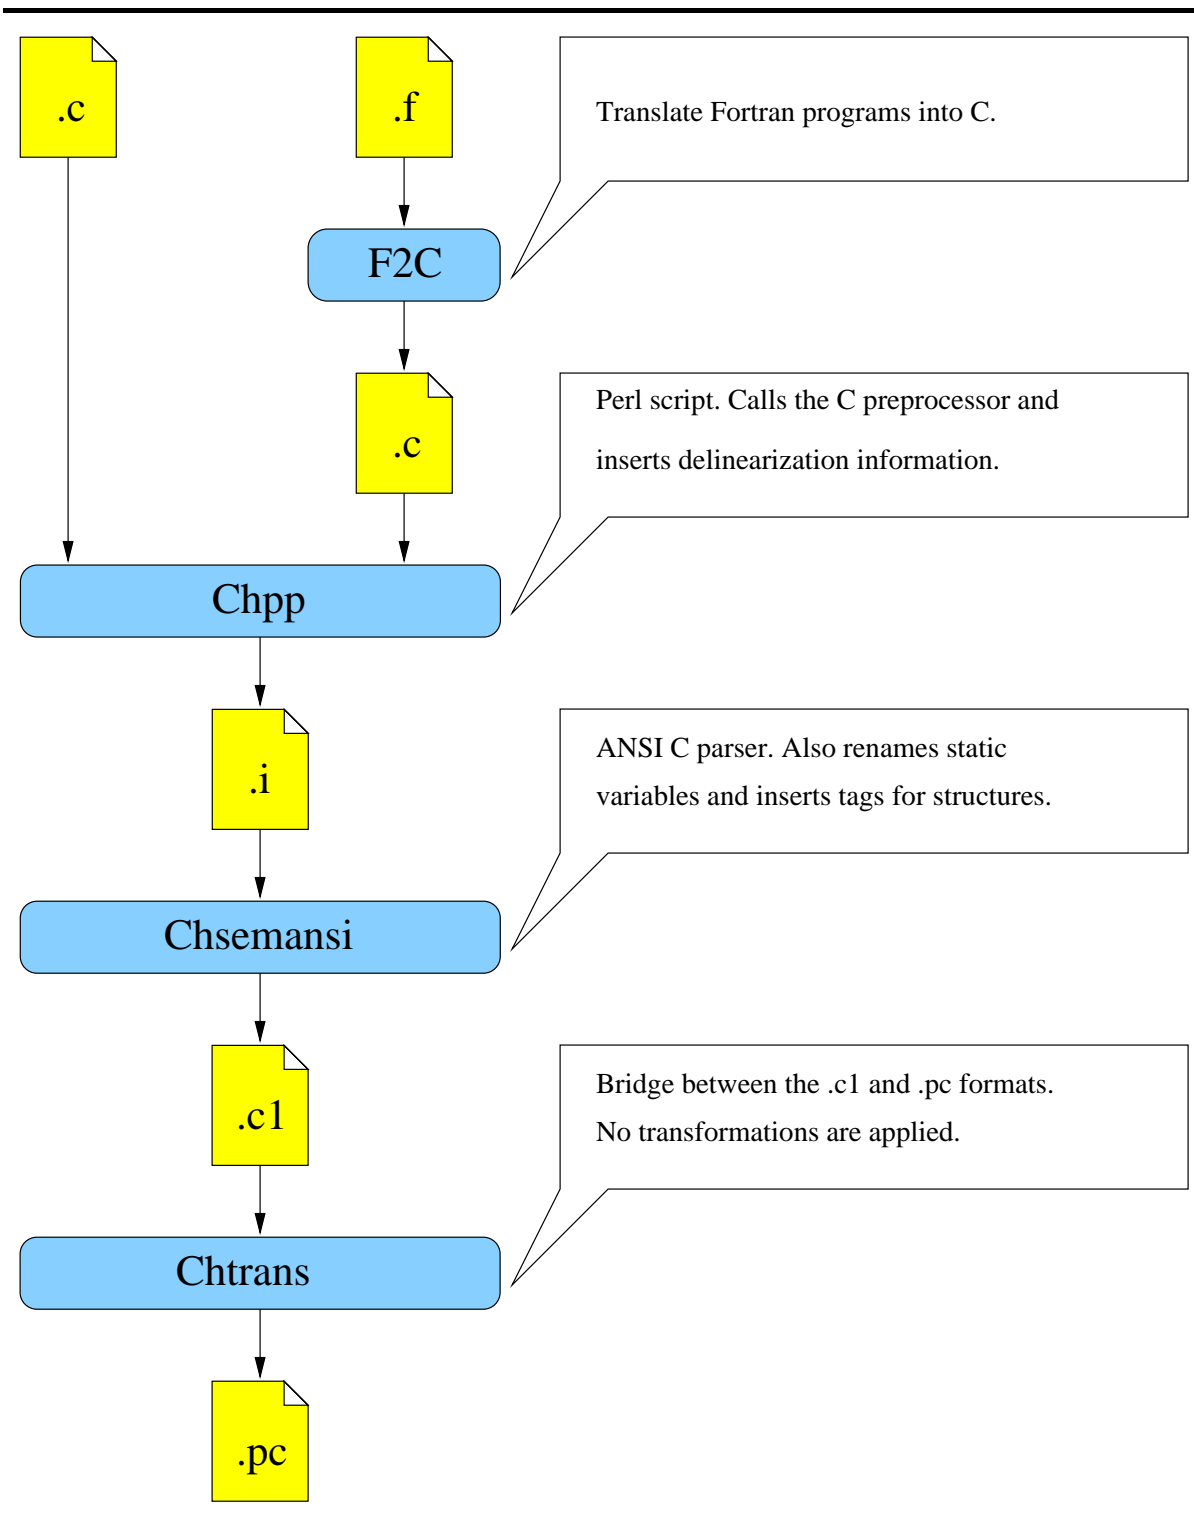 .c
.f
Translate Fortran programs into C.
F2C
.c
Perl script. Calls the C preprocessor and
inserts delinearization information.
Chpp
.i
ANSI C parser. Also renames static
variables and inserts tags for structures.
Chsemansi
.c1
Bridge between the .c1 and .pc formats.
No transformations are applied.
Chtrans
.pc